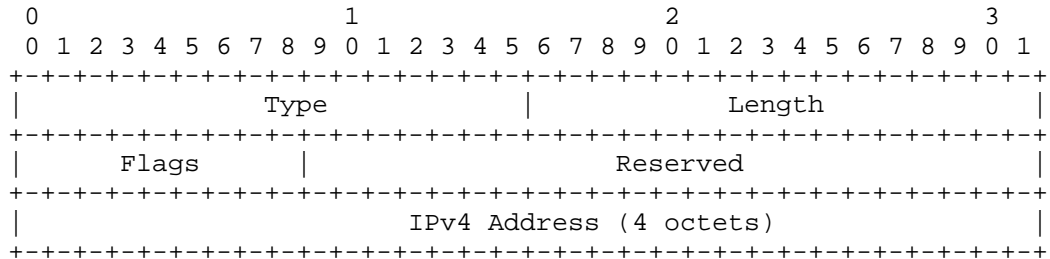 0                   1                   2                   3
 0 1 2 3 4 5 6 7 8 9 0 1 2 3 4 5 6 7 8 9 0 1 2 3 4 5 6 7 8 9 0 1
+-+-+-+-+-+-+-+-+-+-+-+-+-+-+-+-+-+-+-+-+-+-+-+-+-+-+-+-+-+-+-+-+
|               Type            |            Length             |
+-+-+-+-+-+-+-+-+-+-+-+-+-+-+-+-+-+-+-+-+-+-+-+-+-+-+-+-+-+-+-+-+
|      Flags      |                   Reserved                  |
+-+-+-+-+-+-+-+-+-+-+-+-+-+-+-+-+-+-+-+-+-+-+-+-+-+-+-+-+-+-+-+-+
|                        IPv4 Address (4 octets)                |
+-+-+-+-+-+-+-+-+-+-+-+-+-+-+-+-+-+-+-+-+-+-+-+-+-+-+-+-+-+-+-+-+